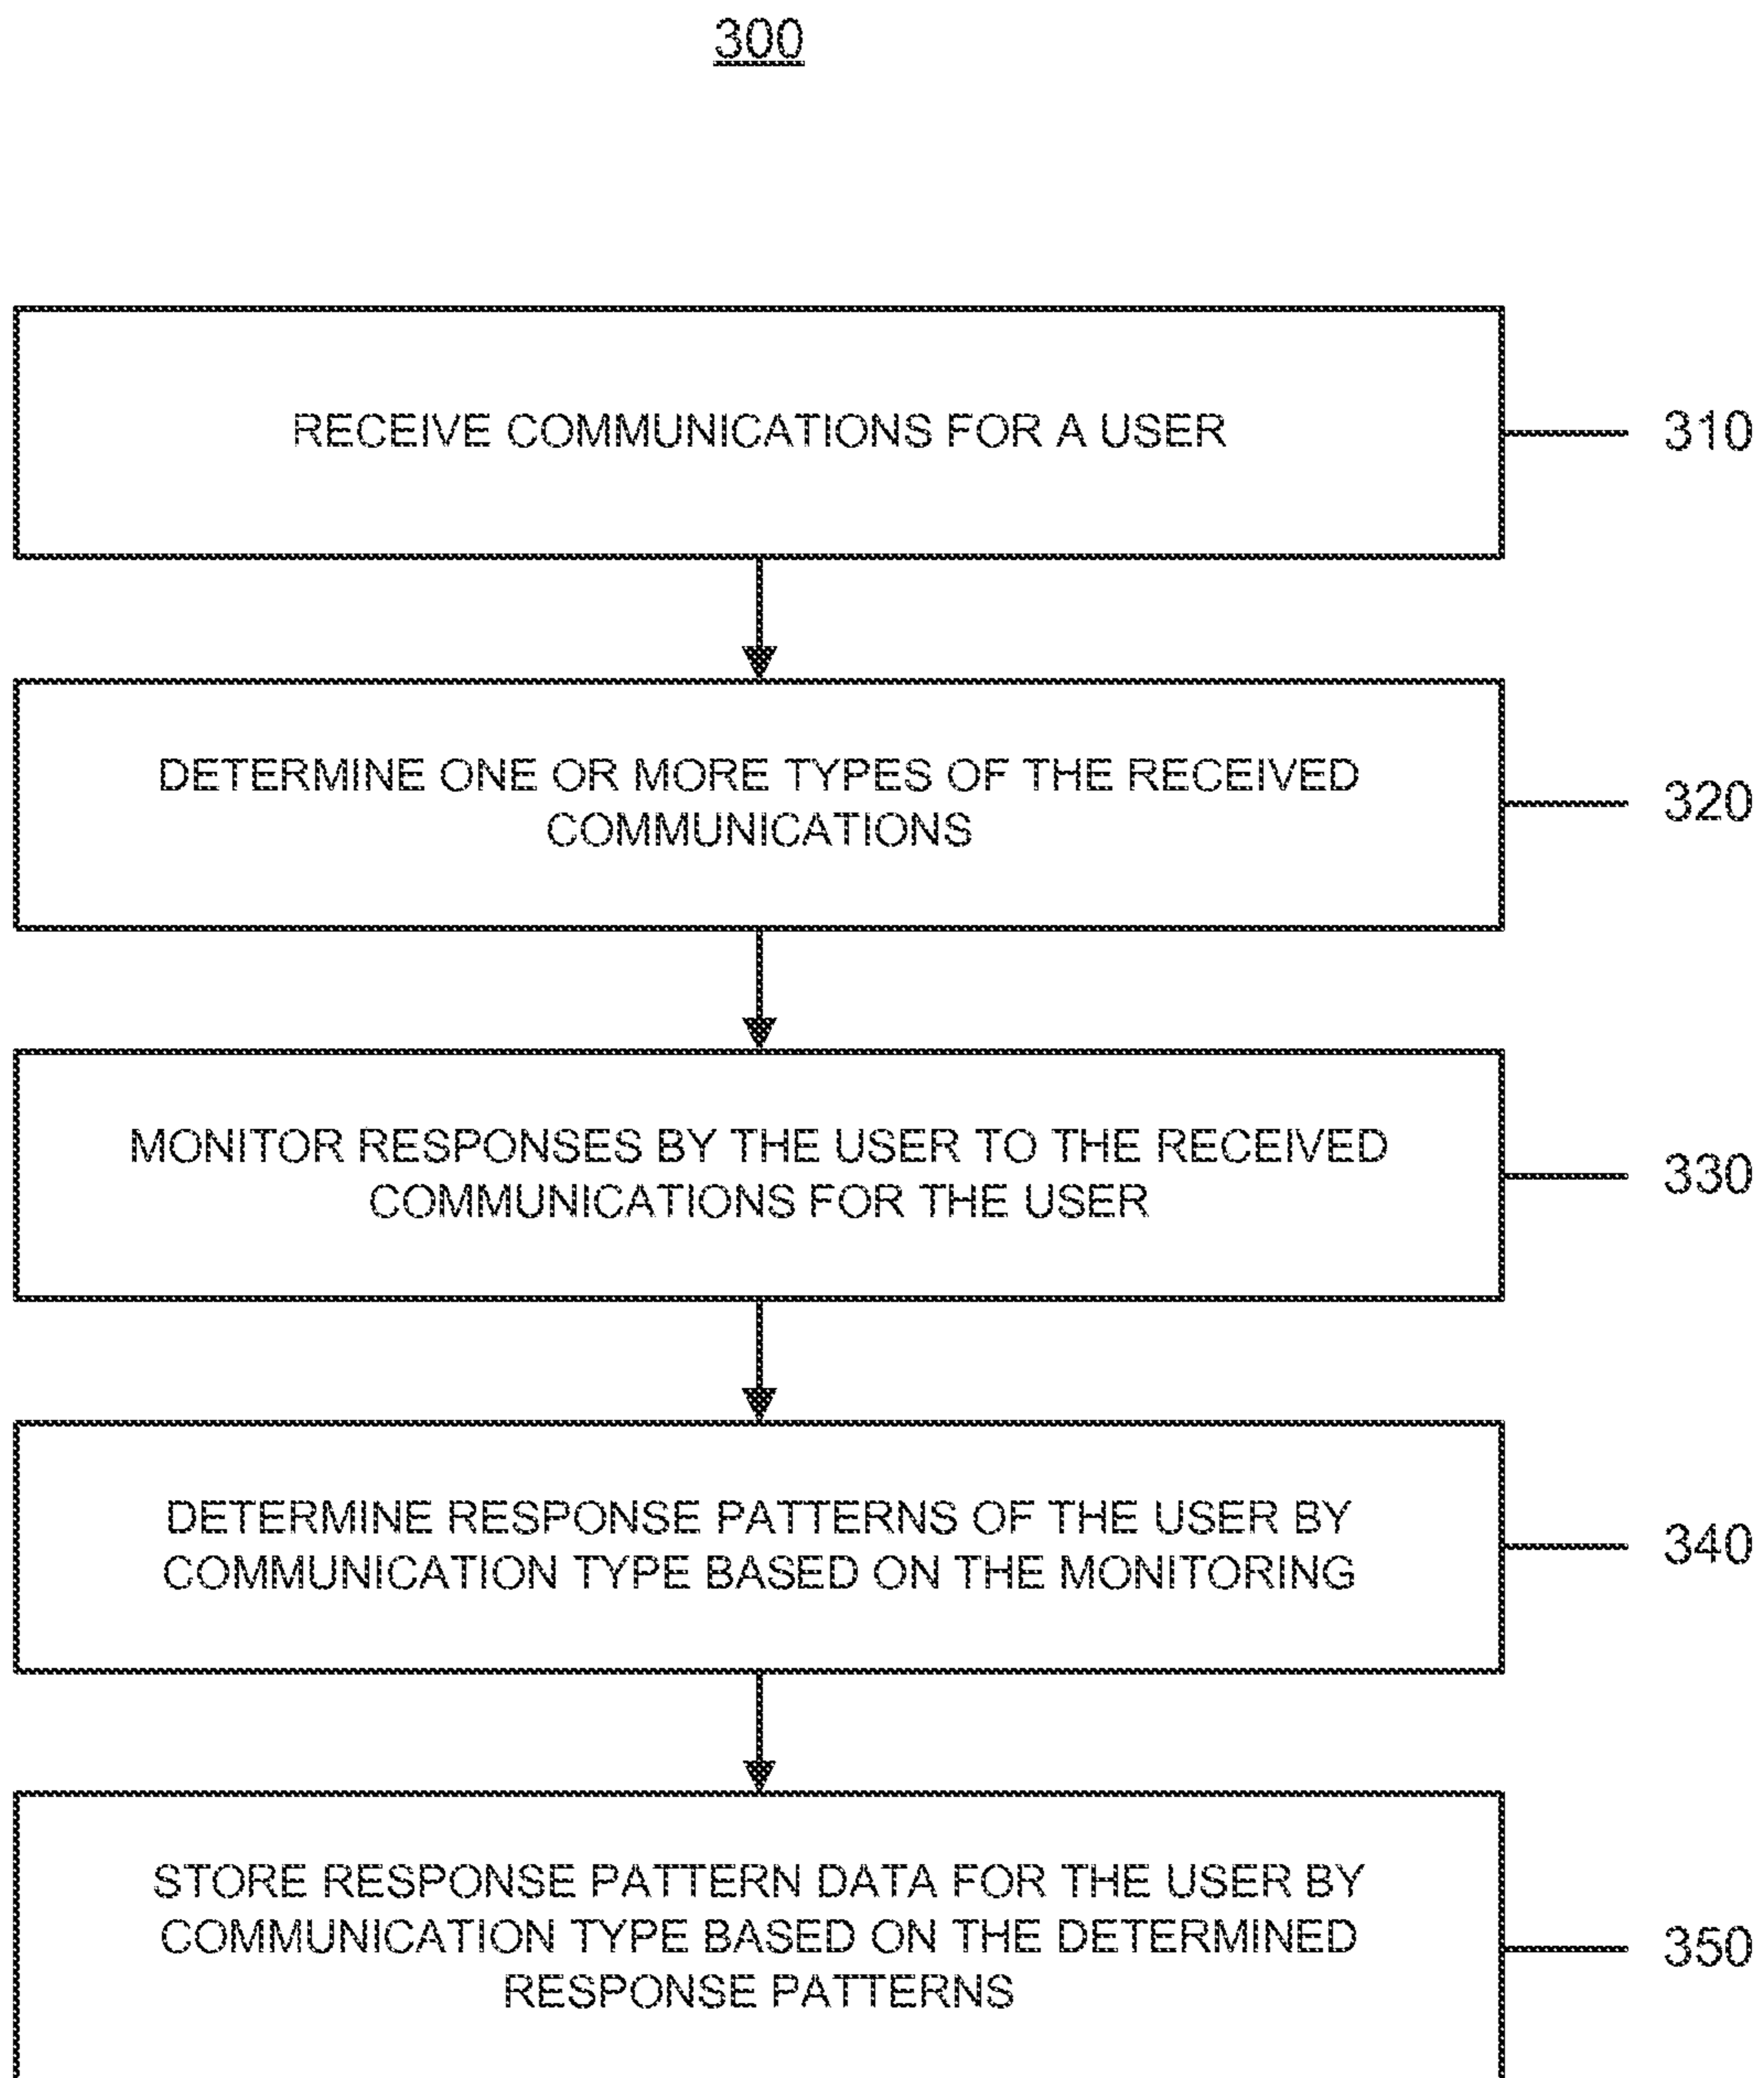 300
RECEIVE COMMUNICATIONS FOR A USER
310
DETERMINE ONE OR MORE TYPES OF THE RECEIVED
COMMUNICATIONS
320
MONITOR RESPONSES BY THE USER TO THE RECEIVED
COMMUNICATIONS FOR THE USER
330
DETERMINE RESPONSE PATTERNS OF THE USER BY
COMMUNICATION TYPE BASED ON THE MONITORING
340
STORE RESPONSE PATTERN DATA FOR THE USER BY
COMMUNICATION TYPE BASED ON THE DETERMINED
RESPONSE PATTERNS
350